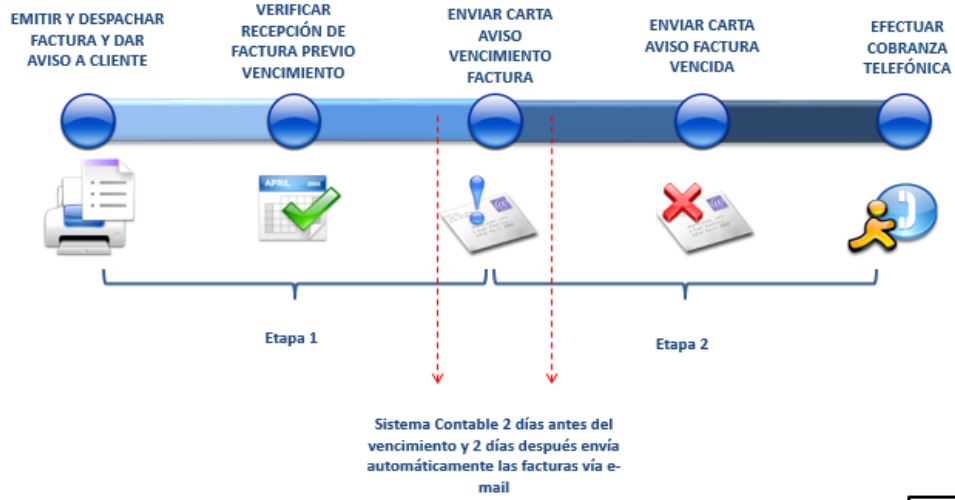 EMITIR Y DESPACHAR
FACTURA Y DAR
AVISO A CLIENTE
VERIFICAR
RECEPCIÓN DE
FACTURA PREVIO
VENCIMIENTO
ENVIAR CARTA
AVISO
VENCIMIENTO
FACTURA
ENVIAR CARTA
AVISO FACTURA
VENCIDA
EFECTUAR
COBRANZA
TELEFÓNICA
APRIL
Etapa 1
Etapa 2
Sistema Contable 2 días antes del
vencimiento y 2 días después envía
automáticamente las facturas vía e-
mail